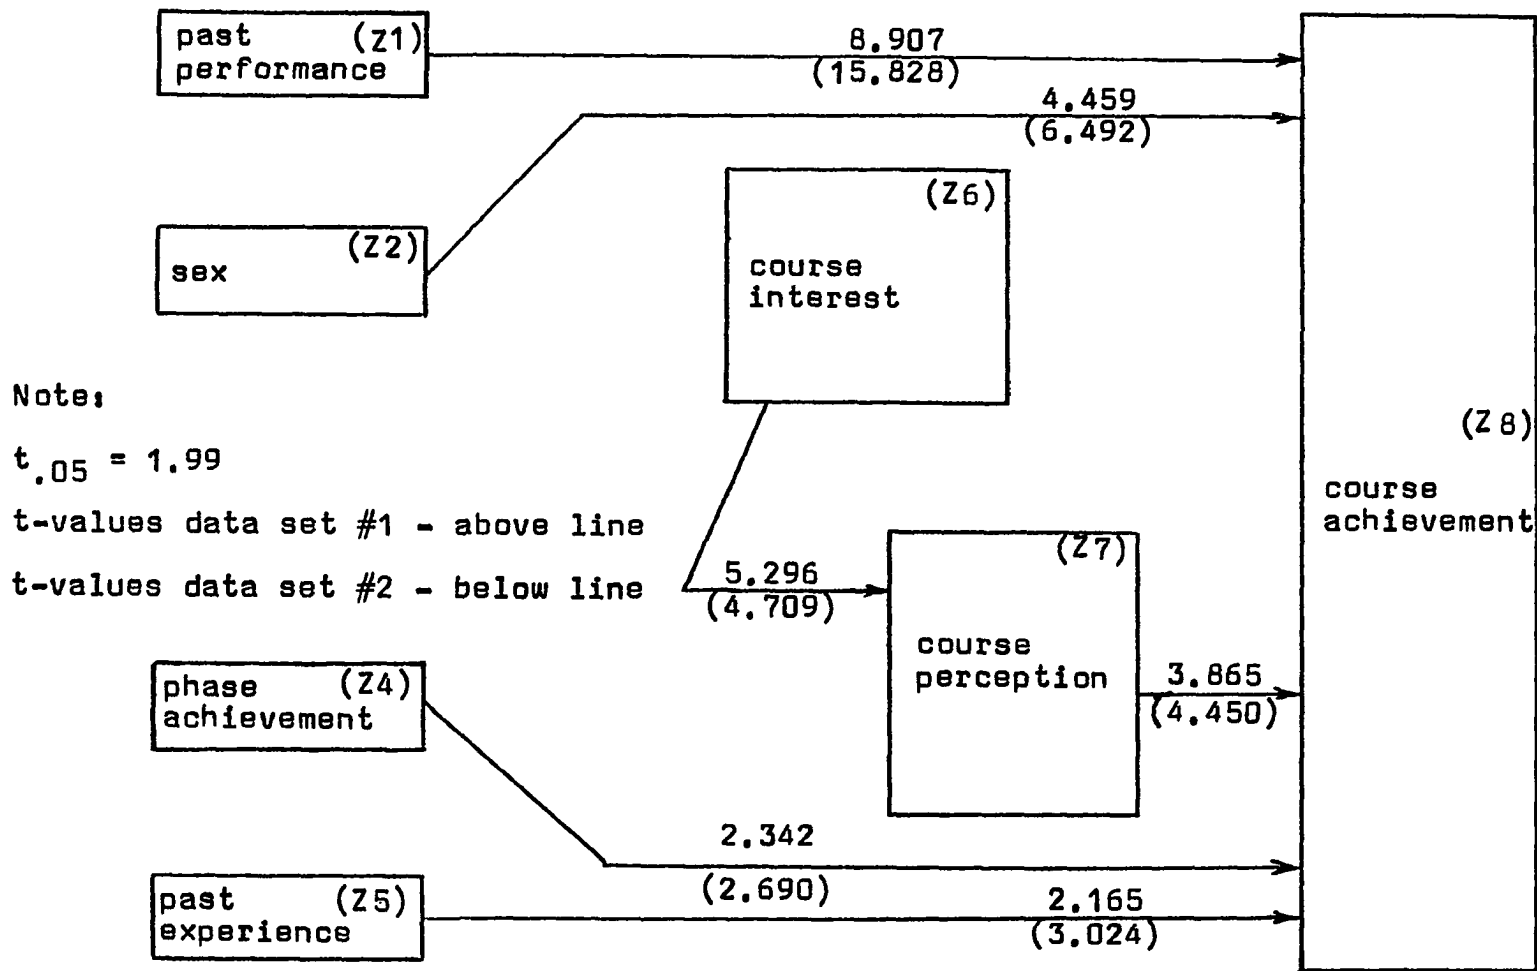 past (Z1)
performance
8.907
(15.828)
4.459
(6.492)
(Z6)
course
interest
(Z2)
sex
Note:
t.05 = 1.99
t-values data set #1 - above line
t-values data set #2 - below line
(Z8)
course
achievement
5.296
(4.709)
(Z7)
course
perception
3.865
(4.450)
phase (Z4)
achievement
2.342
(2.690)
past (Z5)
experience
2.165
(3.024)